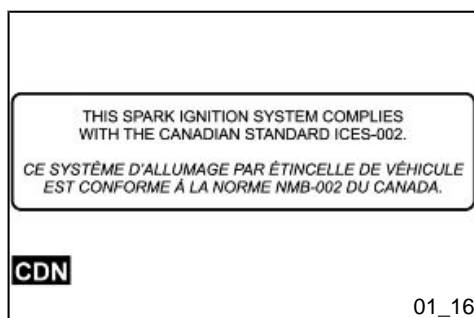 THIS SPARK IGNITION SYSTEM COMPLIES
WITH THE CANADIAN STANDARD ICES-002.
CE SYSTÈME D'ALLUMAGE PAR ÉTINCELLE DE VÉHICULE
EST CONFORME À LA NORME NMB-002 DU CANADA.
CDN
01_16